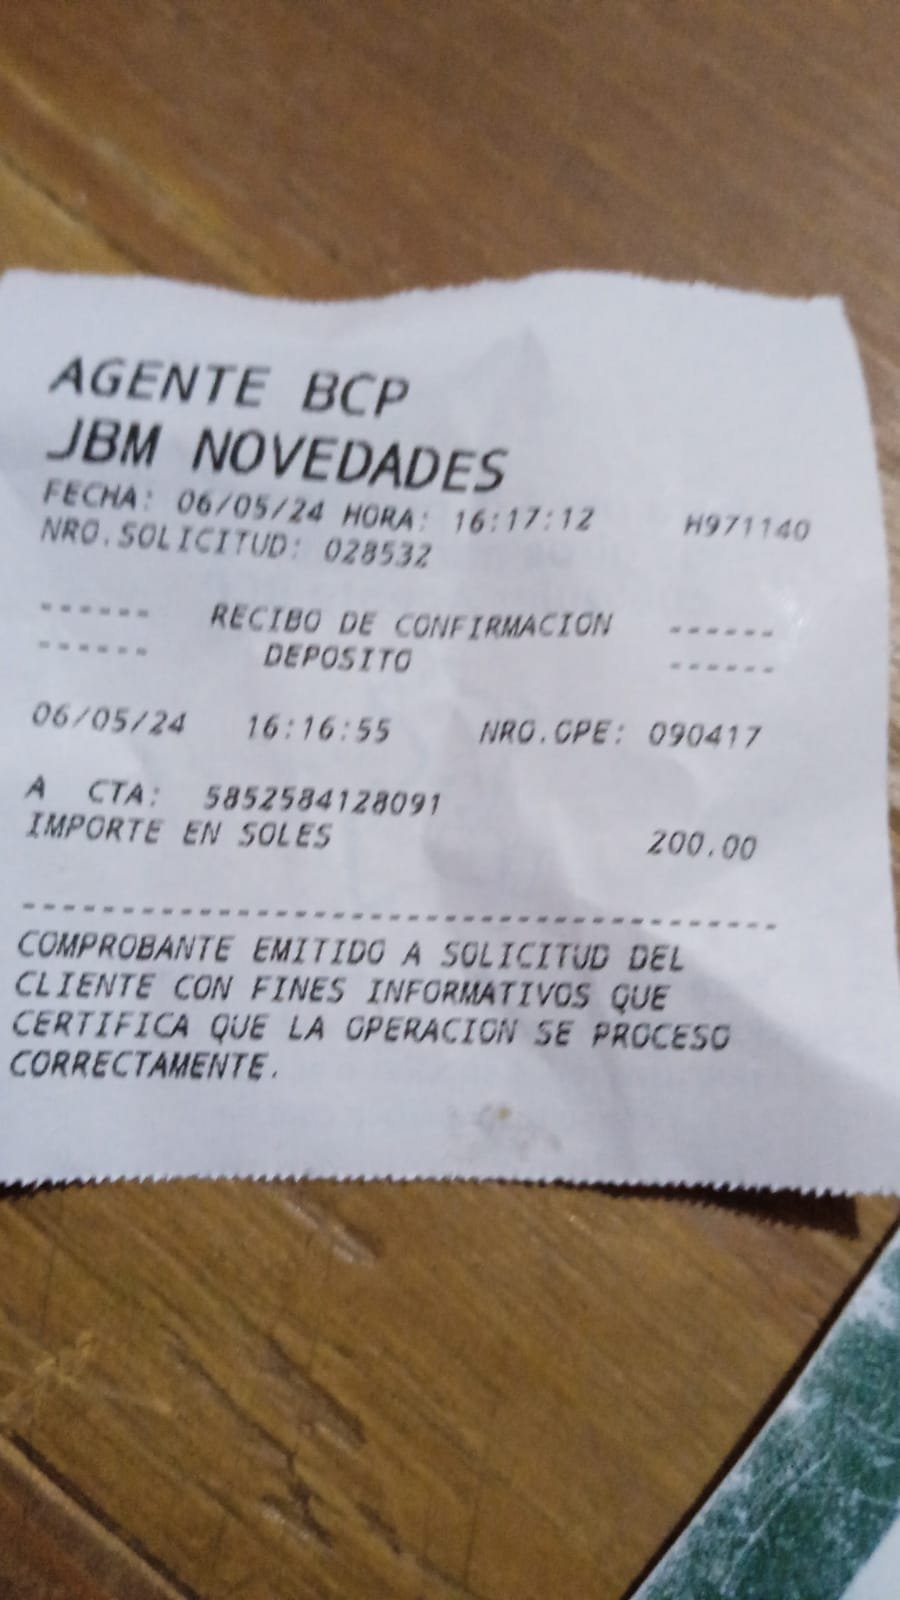 AGENTE BCP
JBM NOVEDADES
FECHA: 06/05/24 HORA: 16:17:12 H971140
NRO.SOLICITUD: 028532
------ RECIBO DE CONFIRMACION ------
------ DEPOSITO ------
06/05/24 16:16:55 NRO.OPE: 090417
A CTA: 5852584128091
IMPORTE EN SOLES 200.00
---------------------------------------
COMPROBANTE EMITIDO A SOLICITUD DEL
CLIENTE CON FINES INFORMATIVOS QUE
CERTIFICA QUE LA OPERACION SE PROCESO
CORRECTAMENTE.